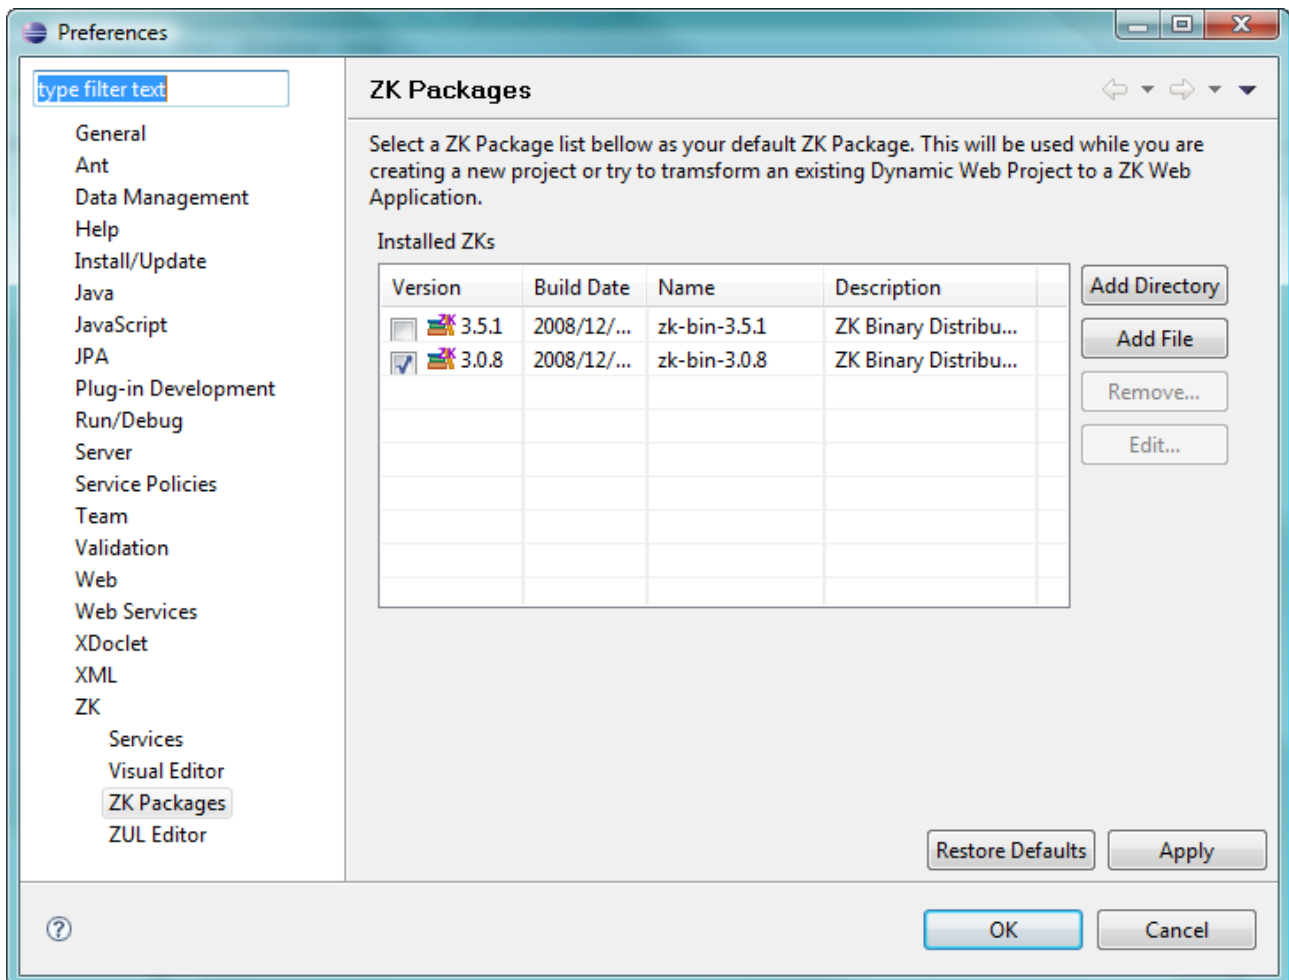 Preferences
type filter text
General
Ant
Data Management
Help
Install/Update
Java
JavaScript
JPA
Plug-in Development
Run/Debug
Server
Service Policies
Team
Validation
Web
Web Services
XDoclet
XML
ZK
Services
Visual Editor
ZK Packages
ZUL Editor
ZK Packages
Select a ZK Package list bellow as your default ZK Package. This will be used while you are
creating a new project or try to tramsform an existing Dynamic Web Project to a ZK Web
Application.
Installed ZKs
Version Build Date Name Description
ZK 3.5.1 2008/12/... zk-bin-3.5.1 ZK Binary Distribu...
ZK 3.0.8 2008/12/... zk-bin-3.0.8 ZK Binary Distribu...
Add Directory
Add File
Remove...
Edit...
Restore Defaults Apply
? OK Cancel